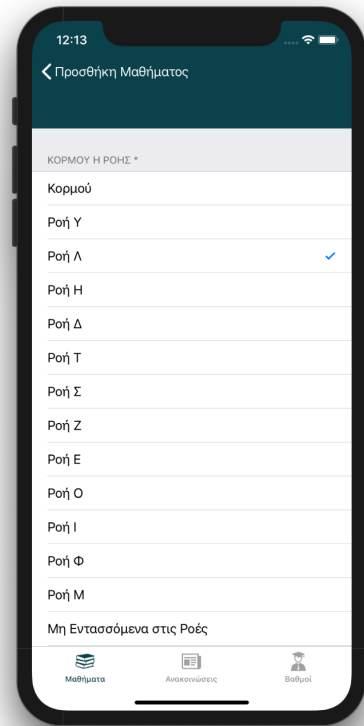 12:13
Προσθήκη Μαθήματος
ΚΟΡΜΟΥ Η ΡΟΗΣ *
Κορμού
Ροή Υ
Ροή Λ
Ροή Η
Ροή Δ
Ροή Τ
Ροή Σ
Ροή Ζ
Ροή Ε
Ροή Ο
Ροή Ι
Ροή Φ
Ροή Μ
Μη Εντασσόμενα στις Ροές
Μαθήματα
Ανακοινώσεις
Βαθμοί